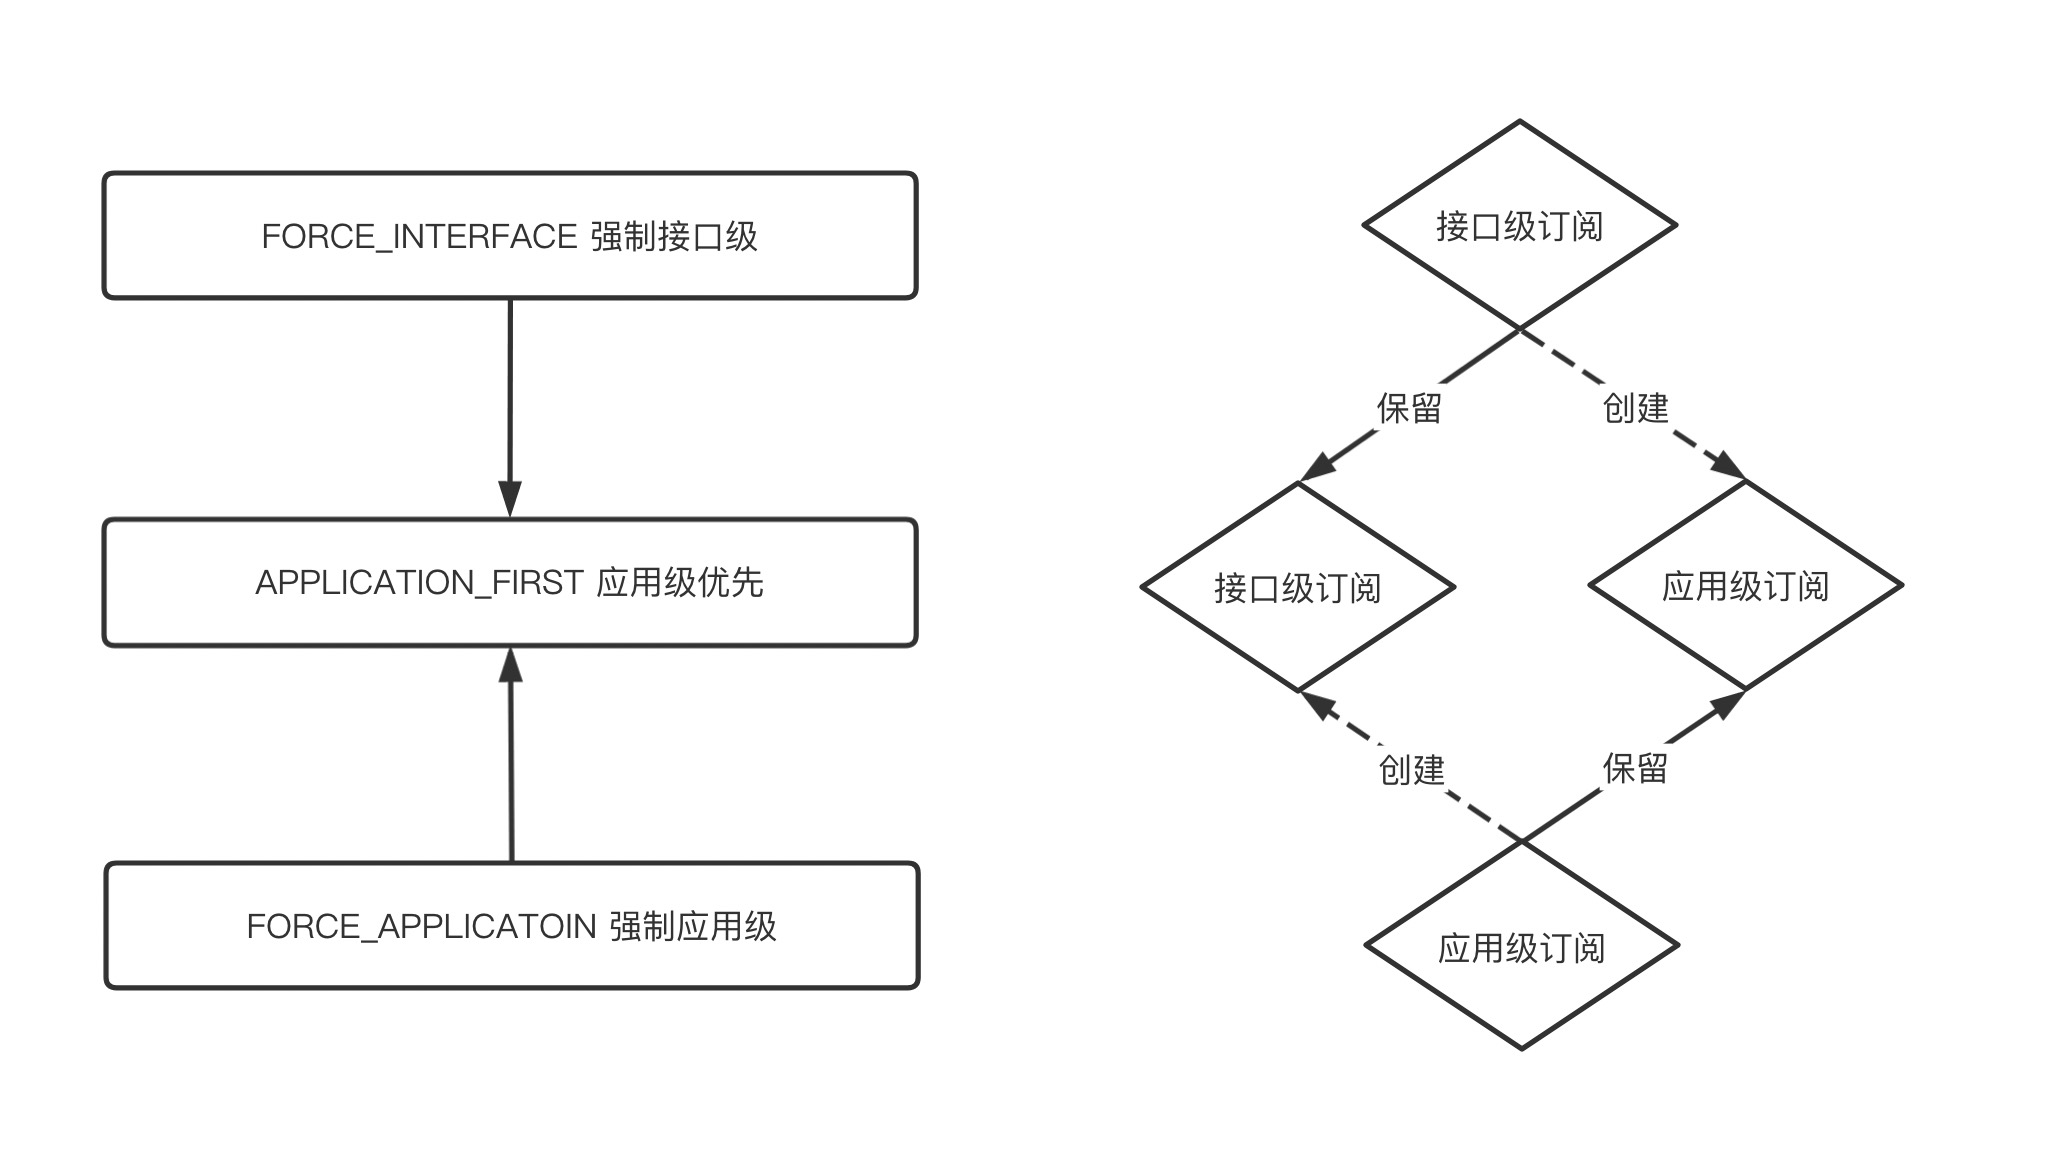 FORCE_INTERFACE 强制接口级
APPLICATION_FIRST 应用级优先
FORCE_APPLICATOIN 强制应用级
接口级订阅
保留
创建
接口级订阅
应用级订阅
创建
保留
应用级订阅